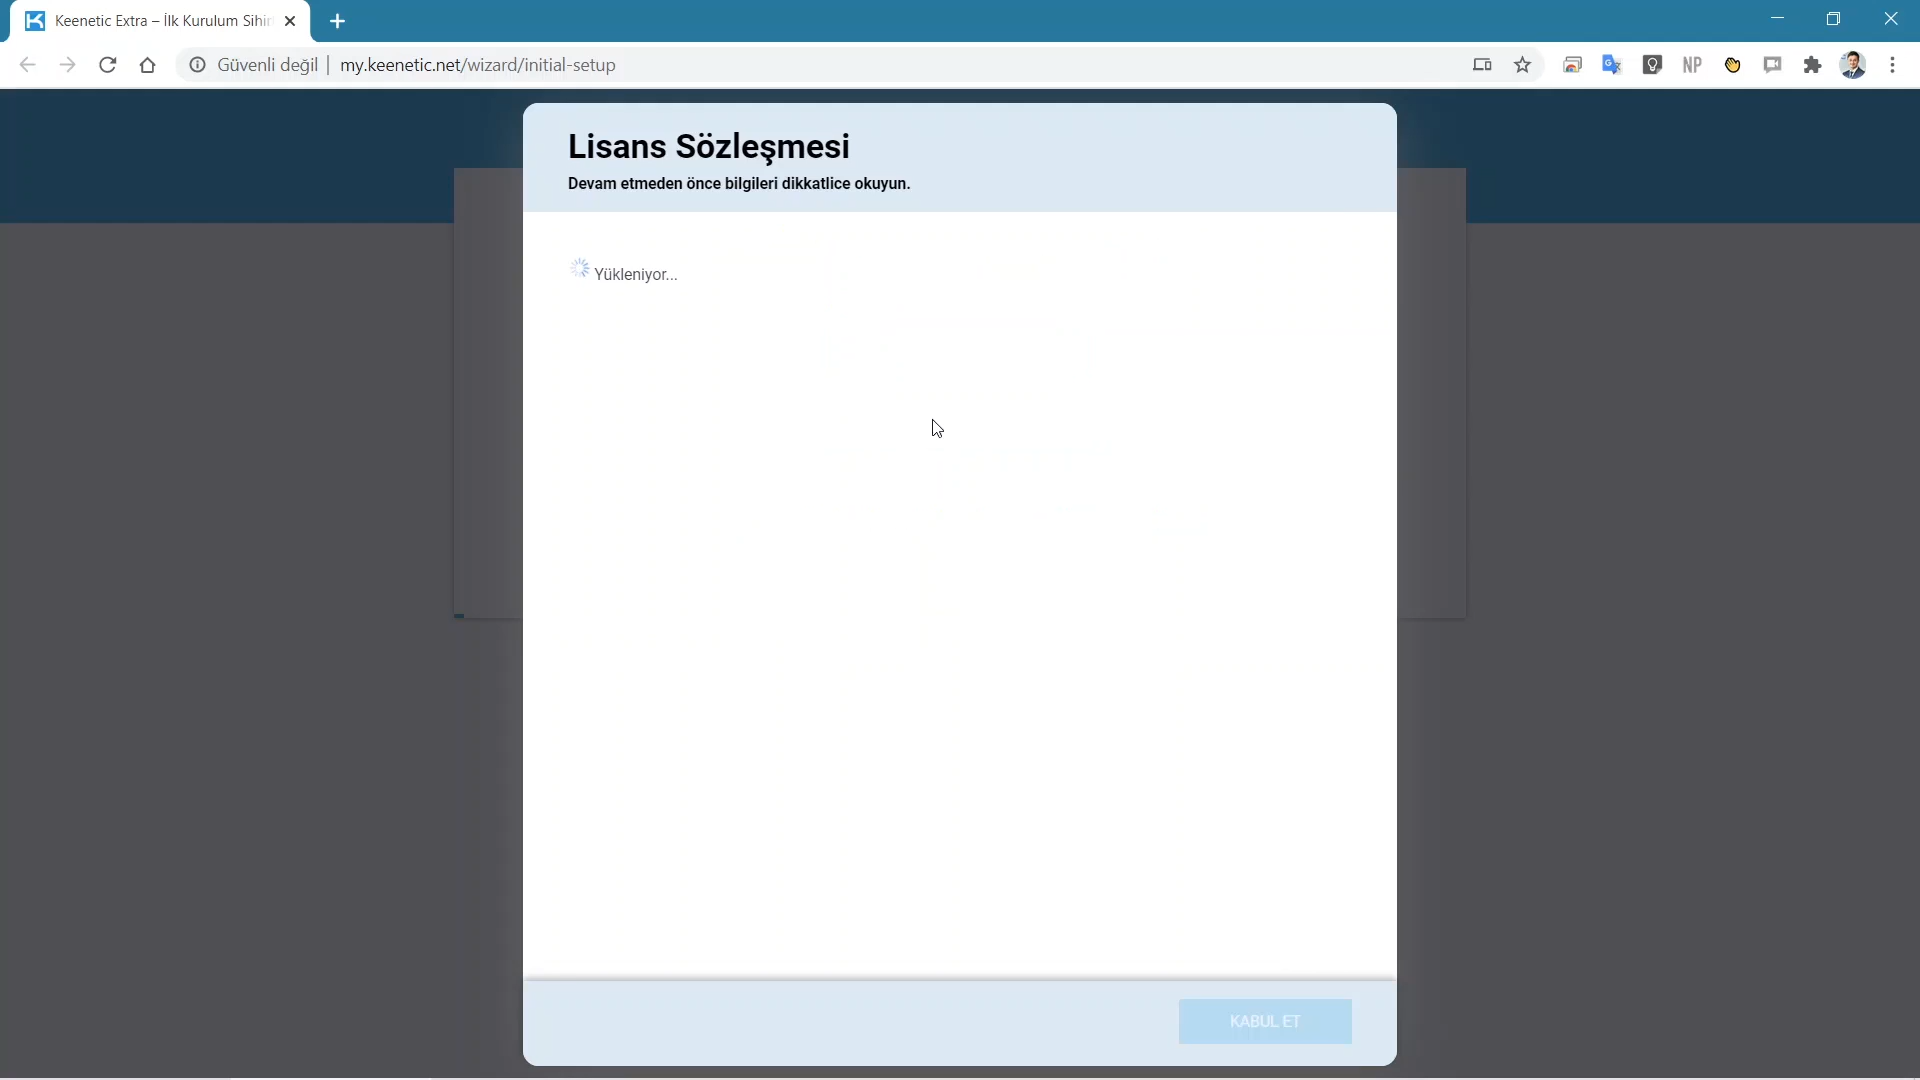 Keenetic Extra – İlk Kurulum Sihir
Güvenli değil | my.keenetic.net/wizard/initial-setup
NP
Lisans Sözleşmesi
Devam etmeden önce bilgileri dikkatlice okuyun.
Yükleniyor...
KABUL ET